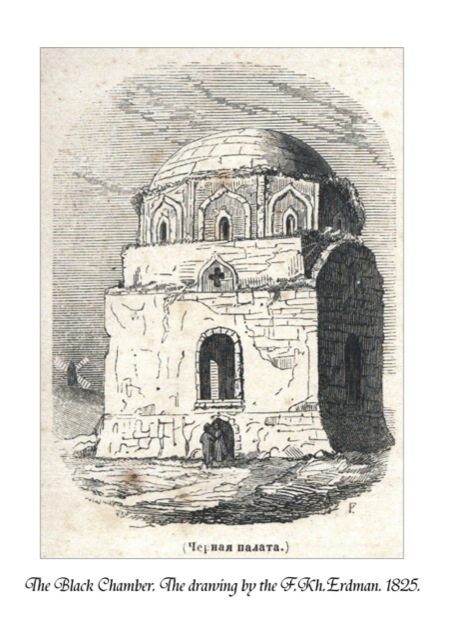 F.
(Черная палата.)
The Black Chamber. The drawing by the F.Kh.Erdman. 1825.